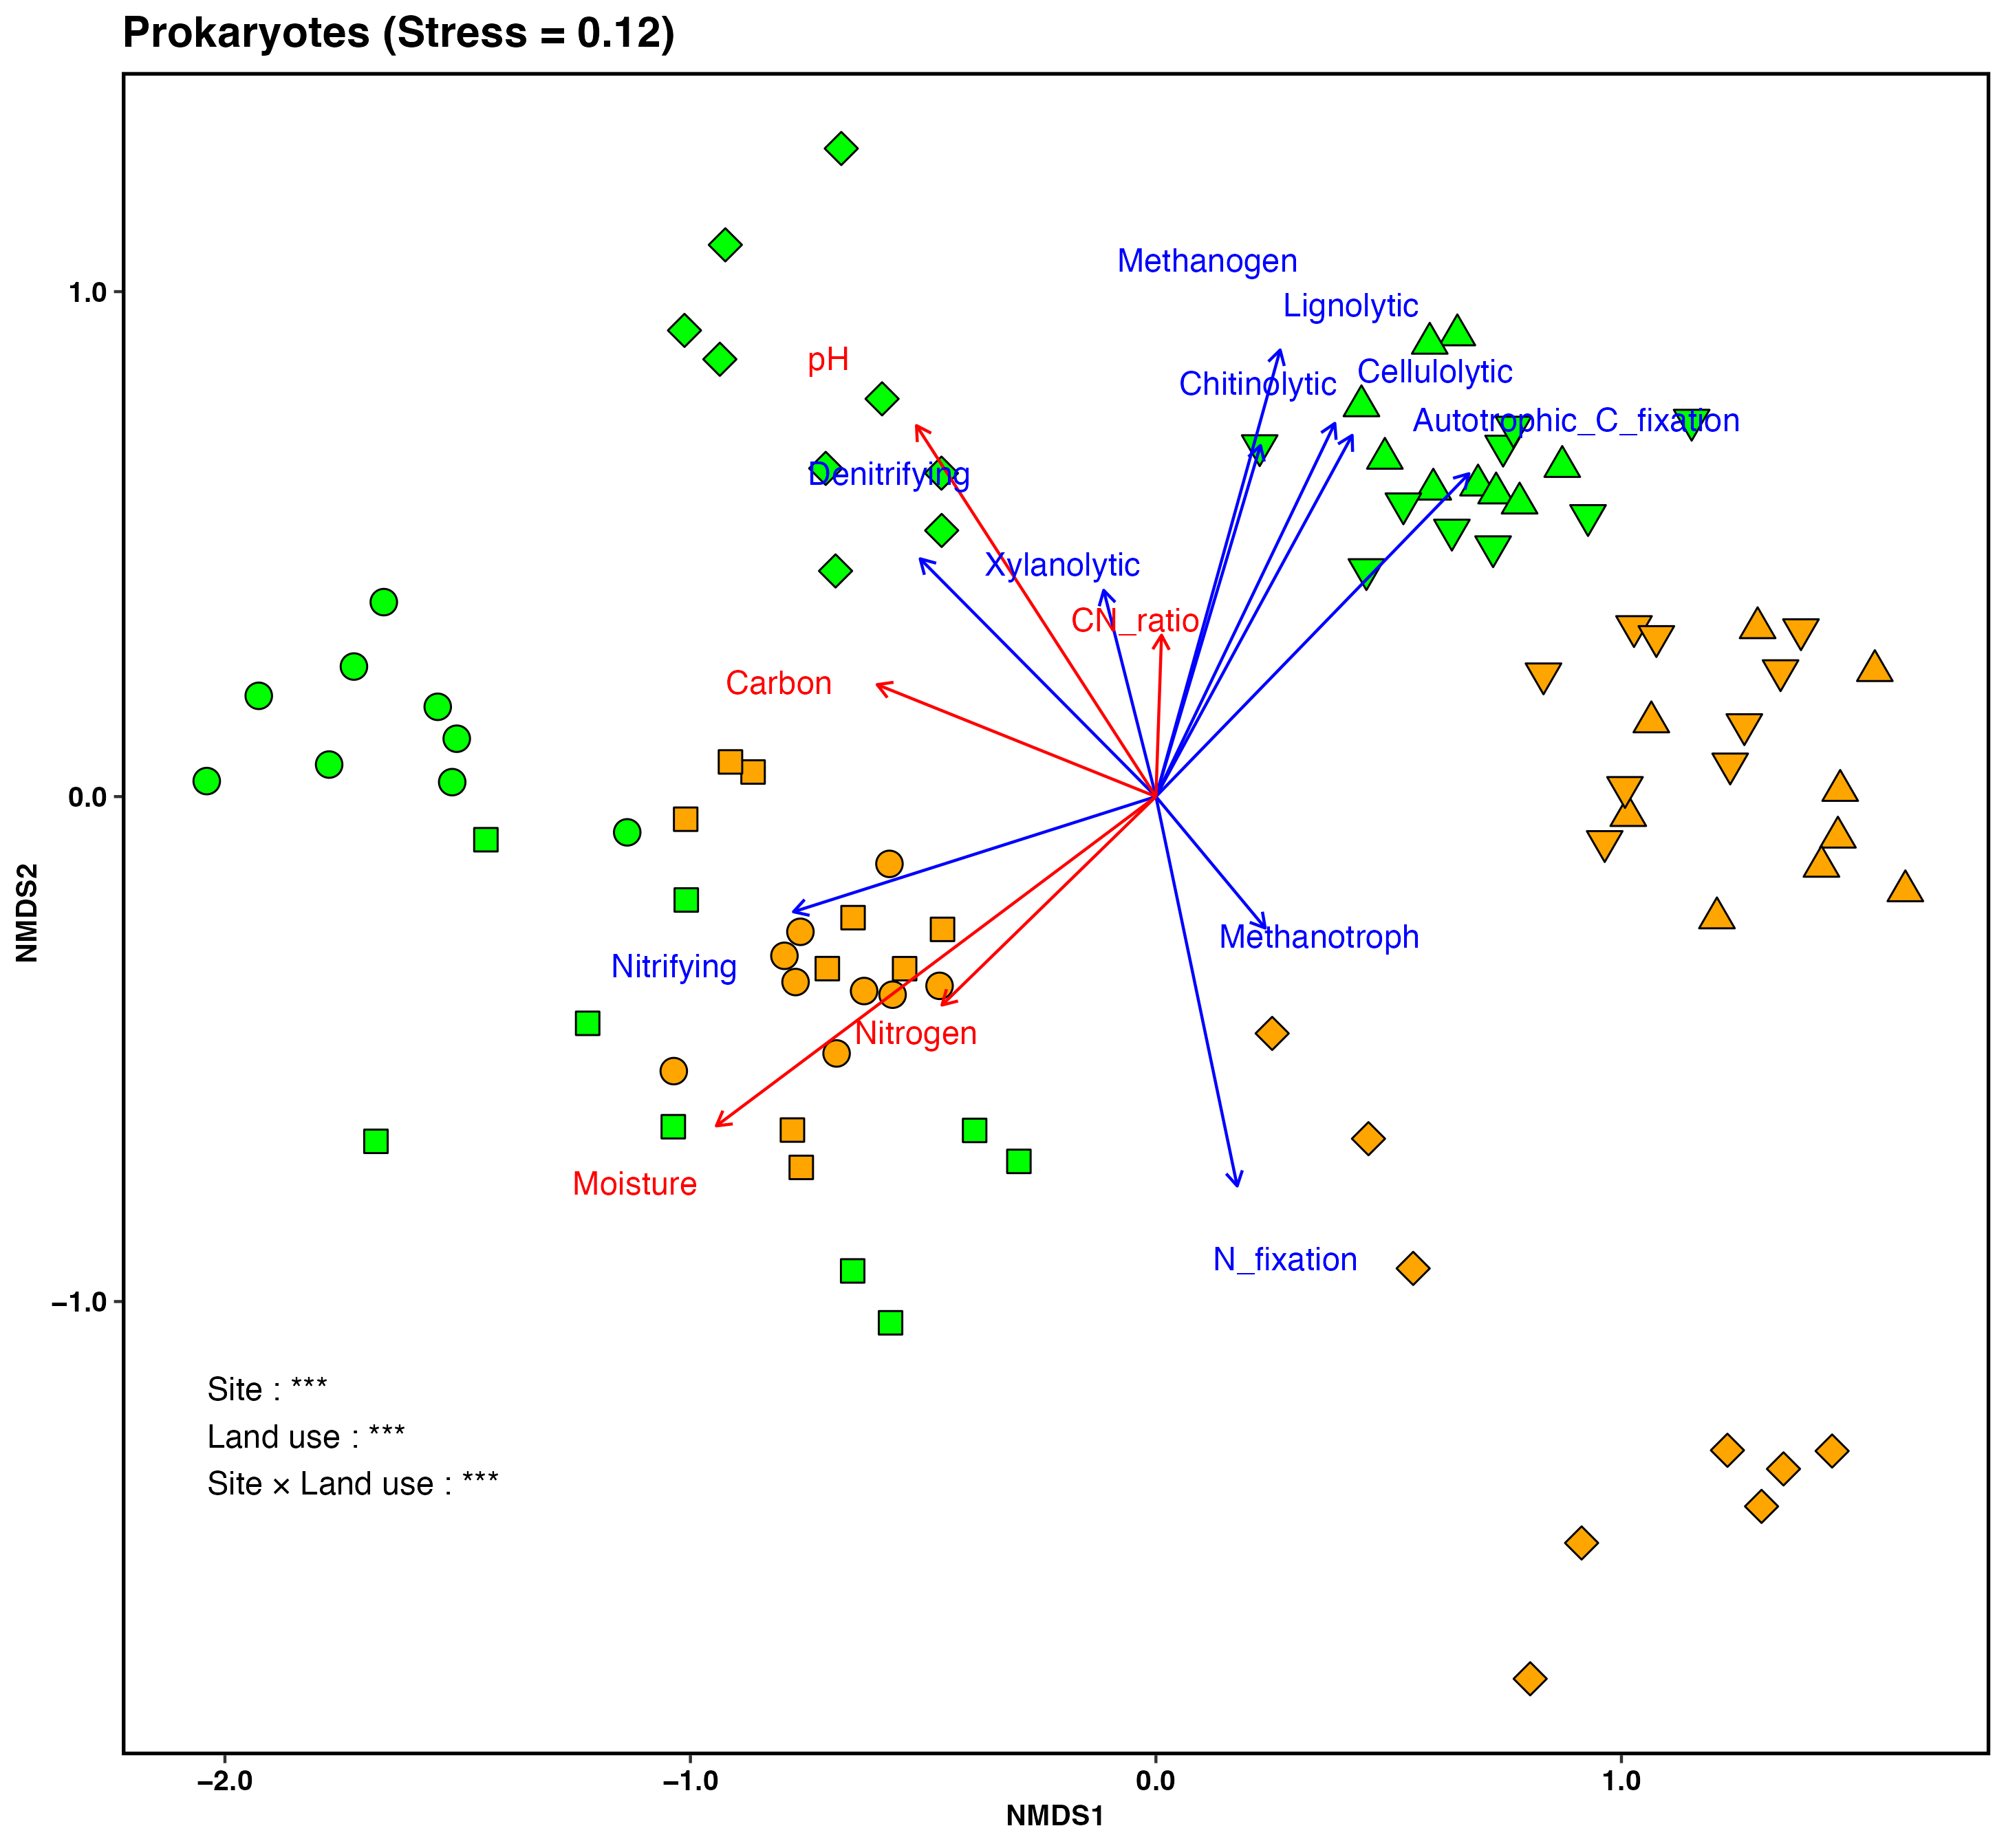 Prokaryotes (Stress = 0.12)
Methanogen
1.0
Lignolytic
pH
Chitinolytic
Cellulolytic
Autotrophic_C_fixation
Denitrifying
Xylanolytic
CN_ratio
Carbon
0.0
NMDS2
Methanotroph
Nitrifying
Nitrogen
Moisture
N_fixation
−1.0
Site : ***
Land use : ***
Site × Land use : ***
−2.0
−1.0
0.0
1.0
NMDS1